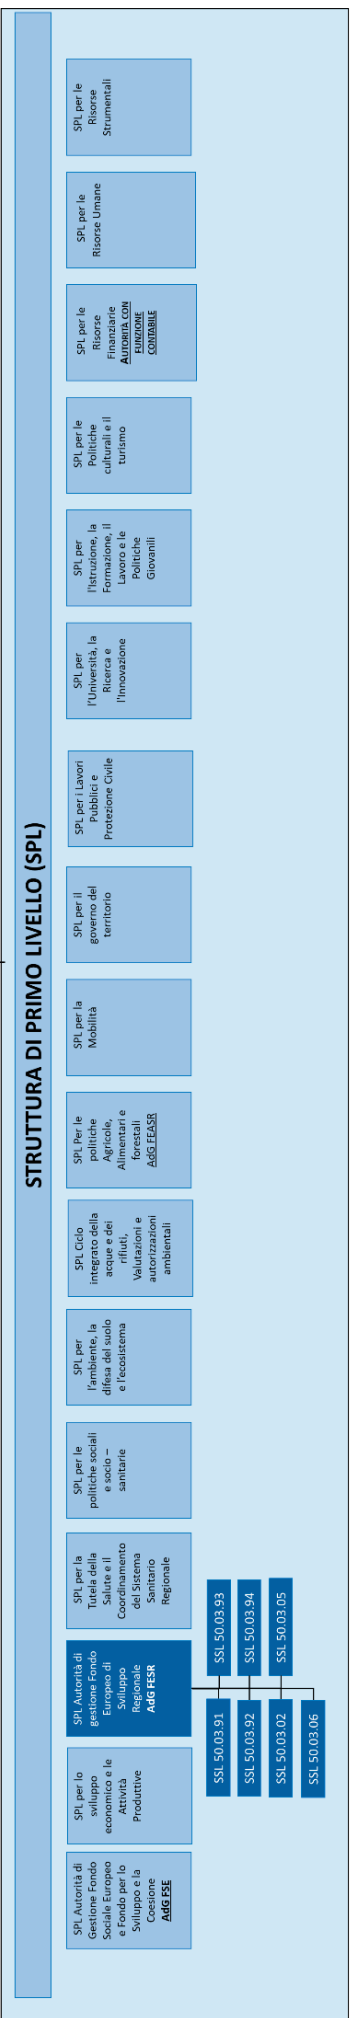 STRUTTURA DI PRIMO LIVELLO (SPL)
SPL Autorità di
Gestione Fondo
Sociale Europeo
e Fondo per lo
Sviluppo e la
Coesione
AdG FSE
SPL per lo
sviluppo
economico e le
Attività
Produttive
SPL Autorità di
gestione Fondo
Europeo di
Sviluppo
Regionale
AdG FESR
SPL per la
Tutela della
Salute e il
Coordinamento
del Sistema
Sanitario
Regionale
SPL per le
politiche sociali
e socio –
sanitarie
SPL per
l'ambiente, la
difesa del suolo
e l'ecosistema
SPL Ciclo
integrato della
acque e dei
rifiuti,
Valutazioni e
autorizzazioni
ambientali
SPL Per le
politiche
Agricole,
Alimentari e
forestali
AdG FEASR
SPL per la
Mobilità
SPL per il
governo del
territorio
SPL per i Lavori
Pubblici e
Protezione Civile
SPL per
l'Università, la
Ricerca e
l'Innovazione
SPL per
l'Istruzione, la
Formazione, il
Lavoro e le
Politiche
Giovanili
SPL per le
Politiche
culturali e il
turismo
SPL per le
Risorse
Finanziarie
AUTORITÀ CON
FUNZIONE
CONTABILE
SPL per le
Risorse Umane
SPL per le
Risorse
Strumentali
SSL 50.03.91
SSL 50.03.93
SSL 50.03.92
SSL 50.03.94
SSL 50.03.02
SSL 50.03.05
SSL 50.03.06